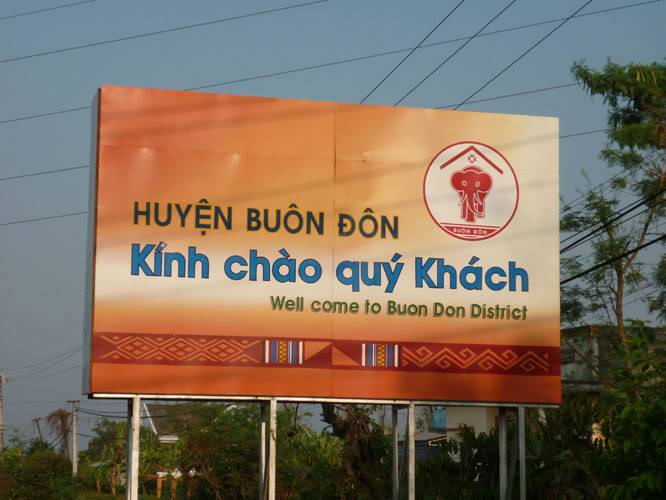 HUYỆN BUÔN ĐÔN
Kính chào quý Khách
Well come to Buon Don District
BUÔN ĐÔN